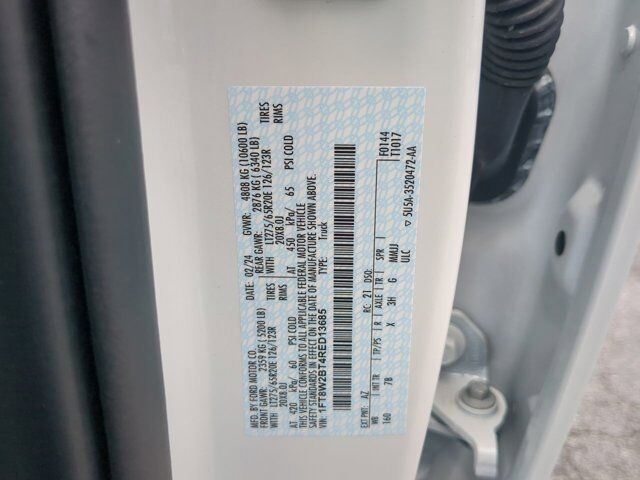 MFD. BY FORD MOTOR CO. DATE: 02/24 GVWR: 4808 KG (10600 LB)
FRONT GAWR: 2359 KG (5200 LB) REAR GAWR: 2876 KG (6340 LB)
WITH LT275/65R20E 126/123R TIRES WITH LT275/65R20E 126/123R TIRES
20X8.0J RIMS 20X8.0J RIMS
AT 420 kPa/ 60 PSI COLD AT 450 kPa/ 65 PSI COLD
THIS VEHICLE CONFORMS TO ALL APPLICABLE FEDERAL MOTOR VEHICLE
SAFETY STANDARDS IN EFFECT ON THE DATE OF MANUFACTURE SHOWN ABOVE.
VIN: 1FT8W2BT4RED13685 TYPE: Truck
F0144
T1017
EXT PNT: AZ RC: 21 DSO:
WB INT TR TP/PS R AXLE TR SPR
160 7B X 3H G MMJJ
ULC ▽ 5U5A-3520472-AA